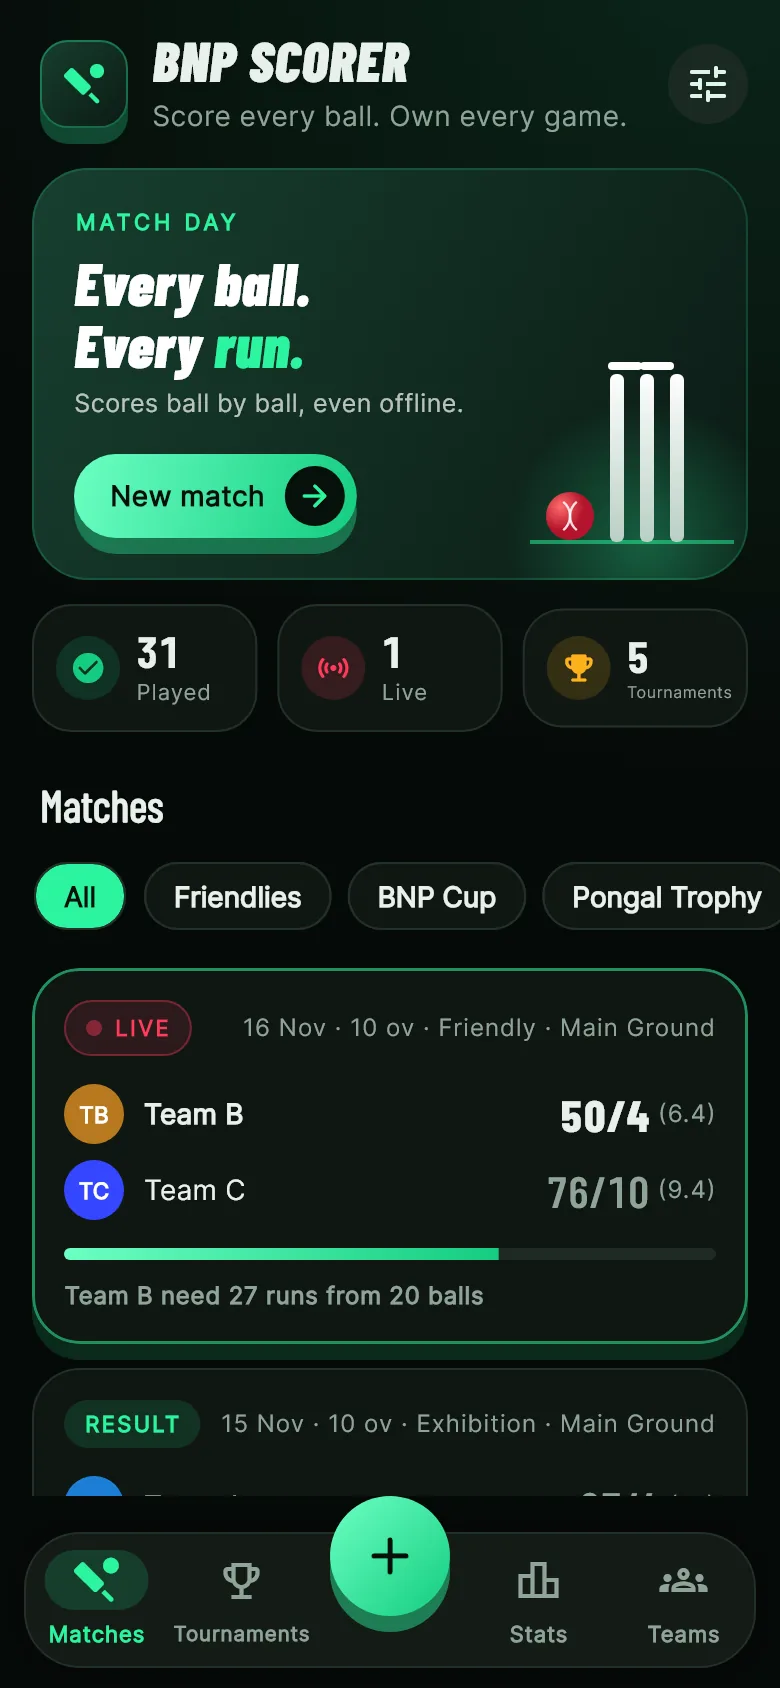 BNP SCORER
Score every ball. Own every game.
MATCH DAY
Every ball.
Every run.
Scores ball by ball, even offline.
New match
31
Played
1
Live
5
Tournaments
Matches
All
Friendlies
BNP Cup
Pongal Trophy
LIVE
16 Nov · 10 ov · Friendly · Main Ground
TB
Team B
50/4 (6.4)
TC
Team C
76/10 (9.4)
Team B need 27 runs from 20 balls
RESULT
15 Nov · 10 ov · Exhibition · Main Ground
Matches
Tournaments
Stats
Teams